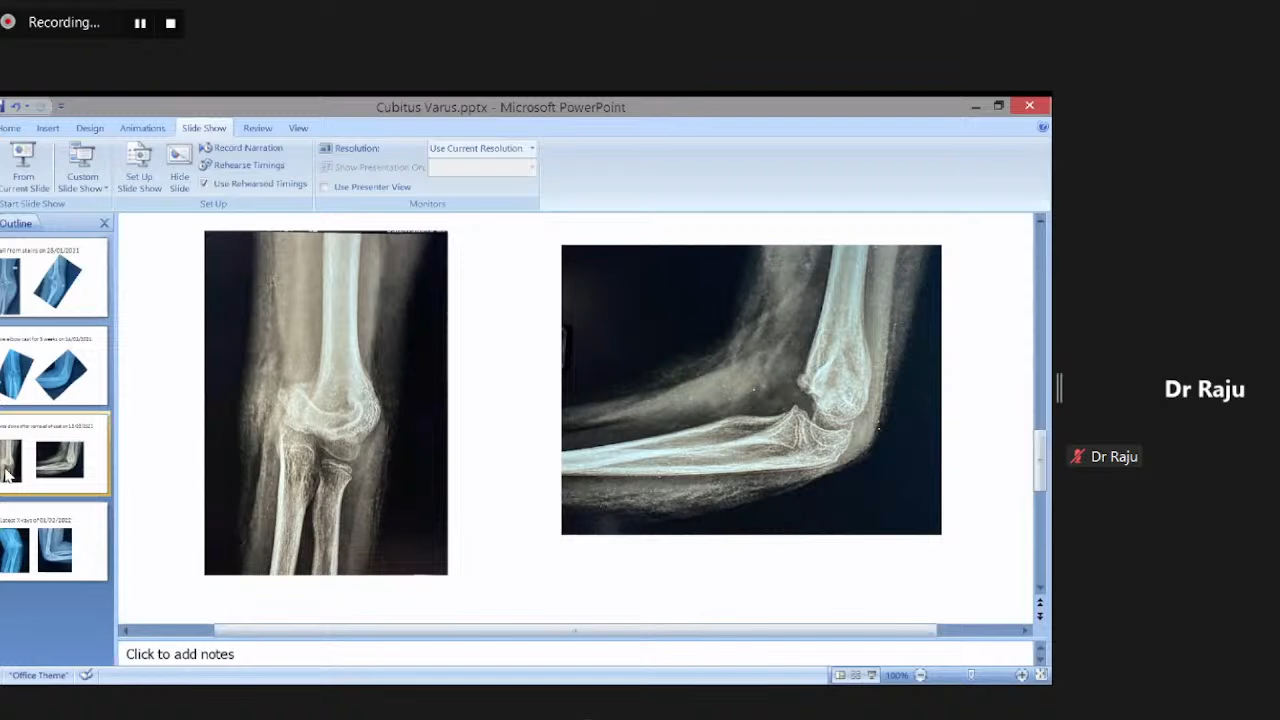 Recording...
Cubitus Varus.pptx - Microsoft PowerPoint
Home Insert Design Animations Slide Show Review View
From Current Slide
Custom Slide Show
Set Up Slide Show
Hide Slide
Record Narration
Rehearse Timings
Use Rehearsed Timings
Resolution: Use Current Resolution
Show Presentation On:
Use Presenter View
Start Slide Show Set Up Monitors
Outline
Latest X-rays of
Dr Raju
Dr Raju
Click to add notes
"Office Theme" 100%